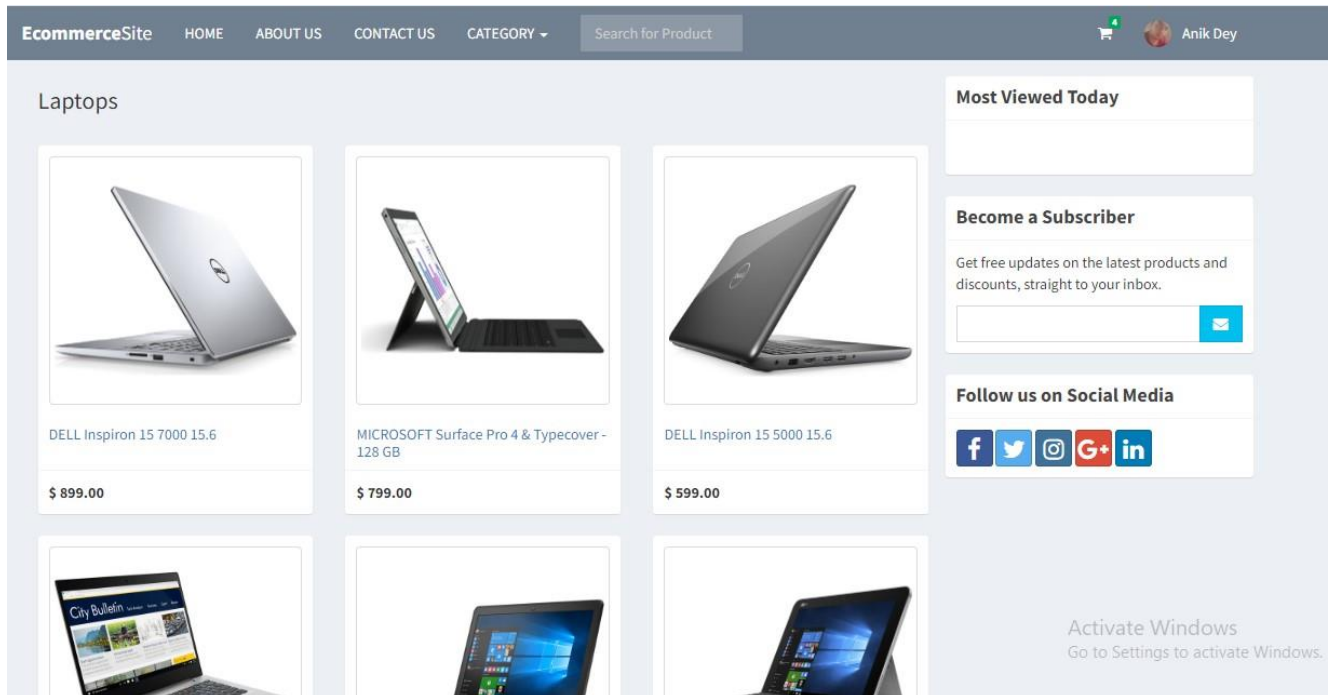 EcommerceSite HOME ABOUT US CONTACT US CATEGORY Search for Product 4 Anik Dey
Laptops
DELL
DELL Inspiron 15 7000 15.6
$ 899.00
MICROSOFT Surface Pro 4 & Typecover -
128 GB
$ 799.00
DELL
DELL Inspiron 15 5000 15.6
$ 599.00
City Bulletin
Most Viewed Today
Become a Subscriber
Get free updates on the latest products and
discounts, straight to your inbox.
Follow us on Social Media
f G+ in
Activate Windows
Go to Settings to activate Windows.